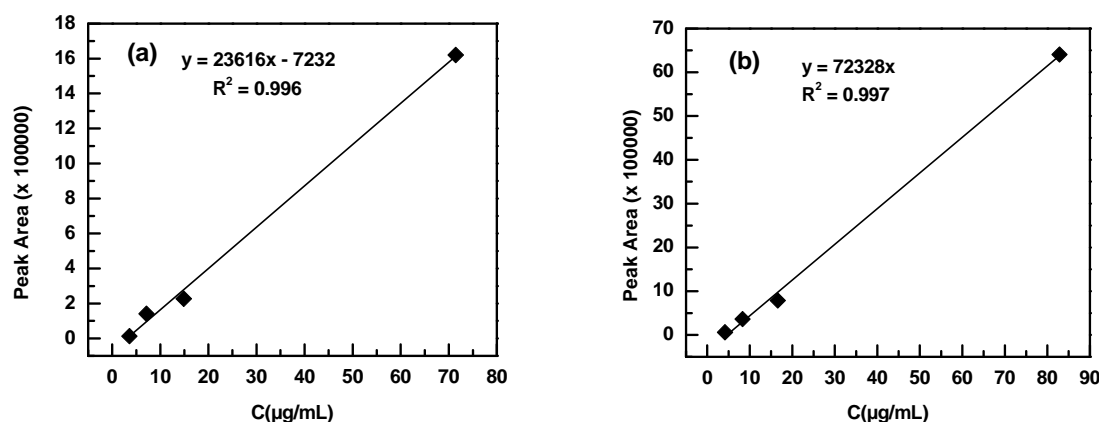 (a)
y = 23616x - 7232
R² = 0.996
Peak Area (x 100000)
18
16
14
12
10
8
6
4
2
0
0 10 20 30 40 50 60 70 80
C(µg/mL)
(b)
y = 72328x
R² = 0.997
Peak Area (x 100000)
70
60
50
40
30
20
10
0
0 10 20 30 40 50 60 70 80 90
C(µg/mL)